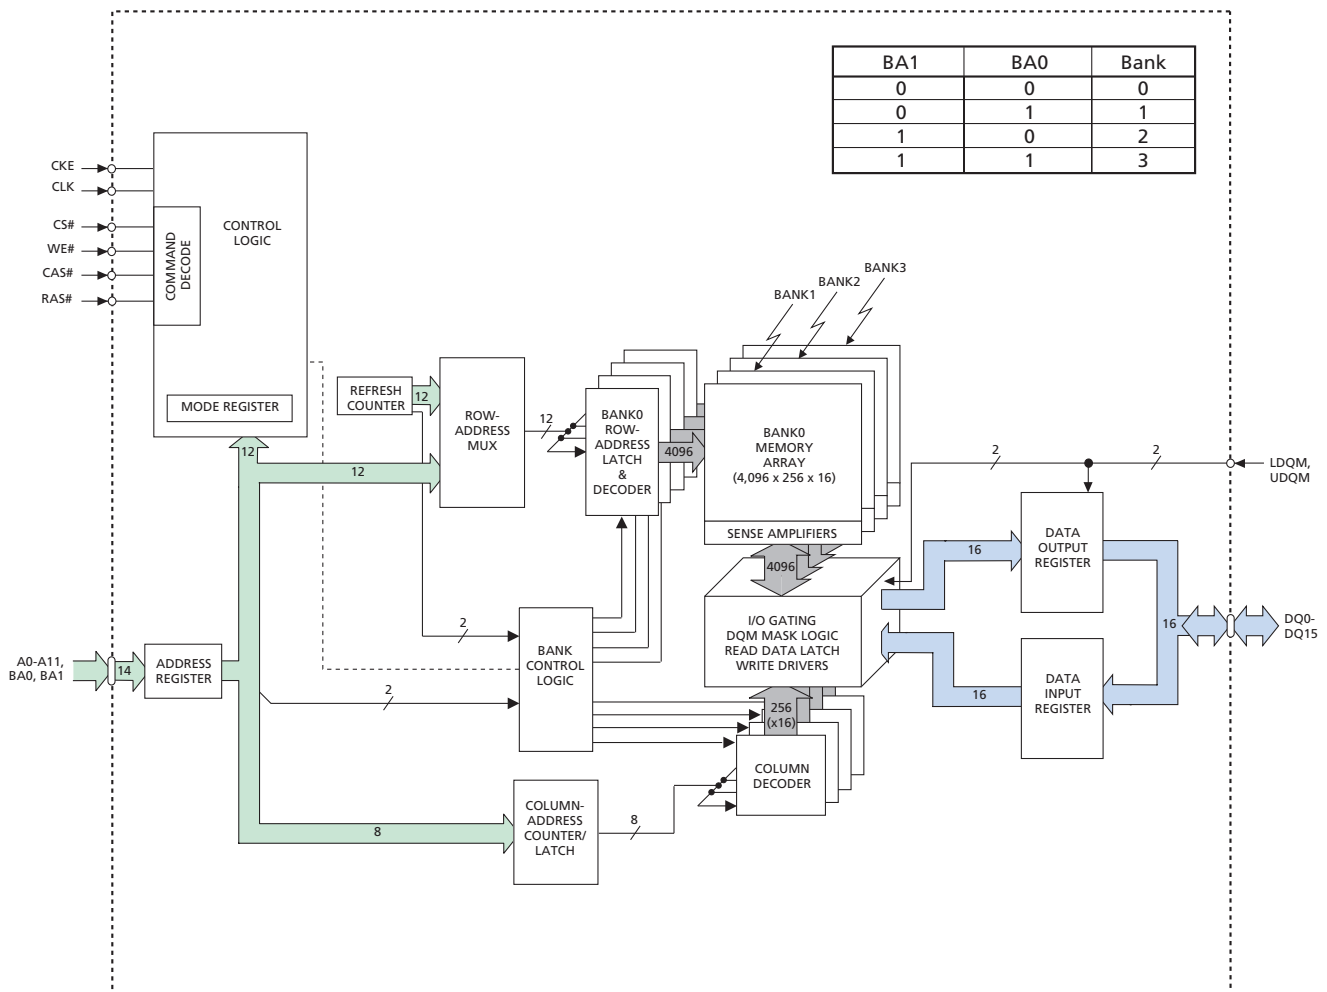 BA1 BA0 Bank
0 0 0
0 1 1
1 0 2
1 1 3
CKE
CLK
CS#
WE#
CAS#
RAS#
COMMAND
DECODE
CONTROL
LOGIC
MODE REGISTER
12
BANK1
BANK2
BANK3
REFRESH
COUNTER
12
12
ROW-
ADDRESS
MUX
12
BANK0
ROW-
ADDRESS
LATCH
&
DECODER
4096
BANK0
MEMORY
ARRAY
(4,096 x 256 x 16)
SENSE AMPLIFIERS
4096
I/O GATING
DQM MASK LOGIC
READ DATA LATCH
WRITE DRIVERS
2
2
LDQM,
UDQM
DATA
OUTPUT
REGISTER
16
16
DQ0-
DQ15
DATA
INPUT
REGISTER
16
A0-A11,
BA0, BA1
14
ADDRESS
REGISTER
2
2
BANK
CONTROL
LOGIC
256
(x16)
COLUMN
DECODER
8
COLUMN-
ADDRESS
COUNTER/
LATCH
8